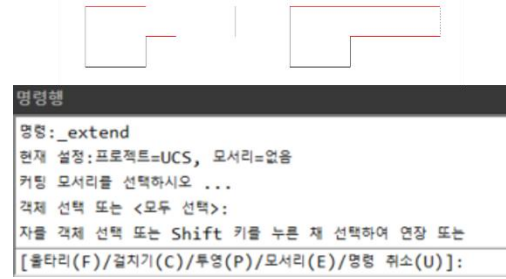 명령행
명령:_extend
현재 설정:프로젝트=UCS, 모서리=없음
커팅 모서리를 선택하시오 ...
객체 선택 또는 <모두 선택>:
자를 객체 선택 또는 Shift 키를 누른 채 선택하여 연장 또는
[울타리(F)/걸치기(C)/투영(P)/모서리(E)/명령 취소(U)]: